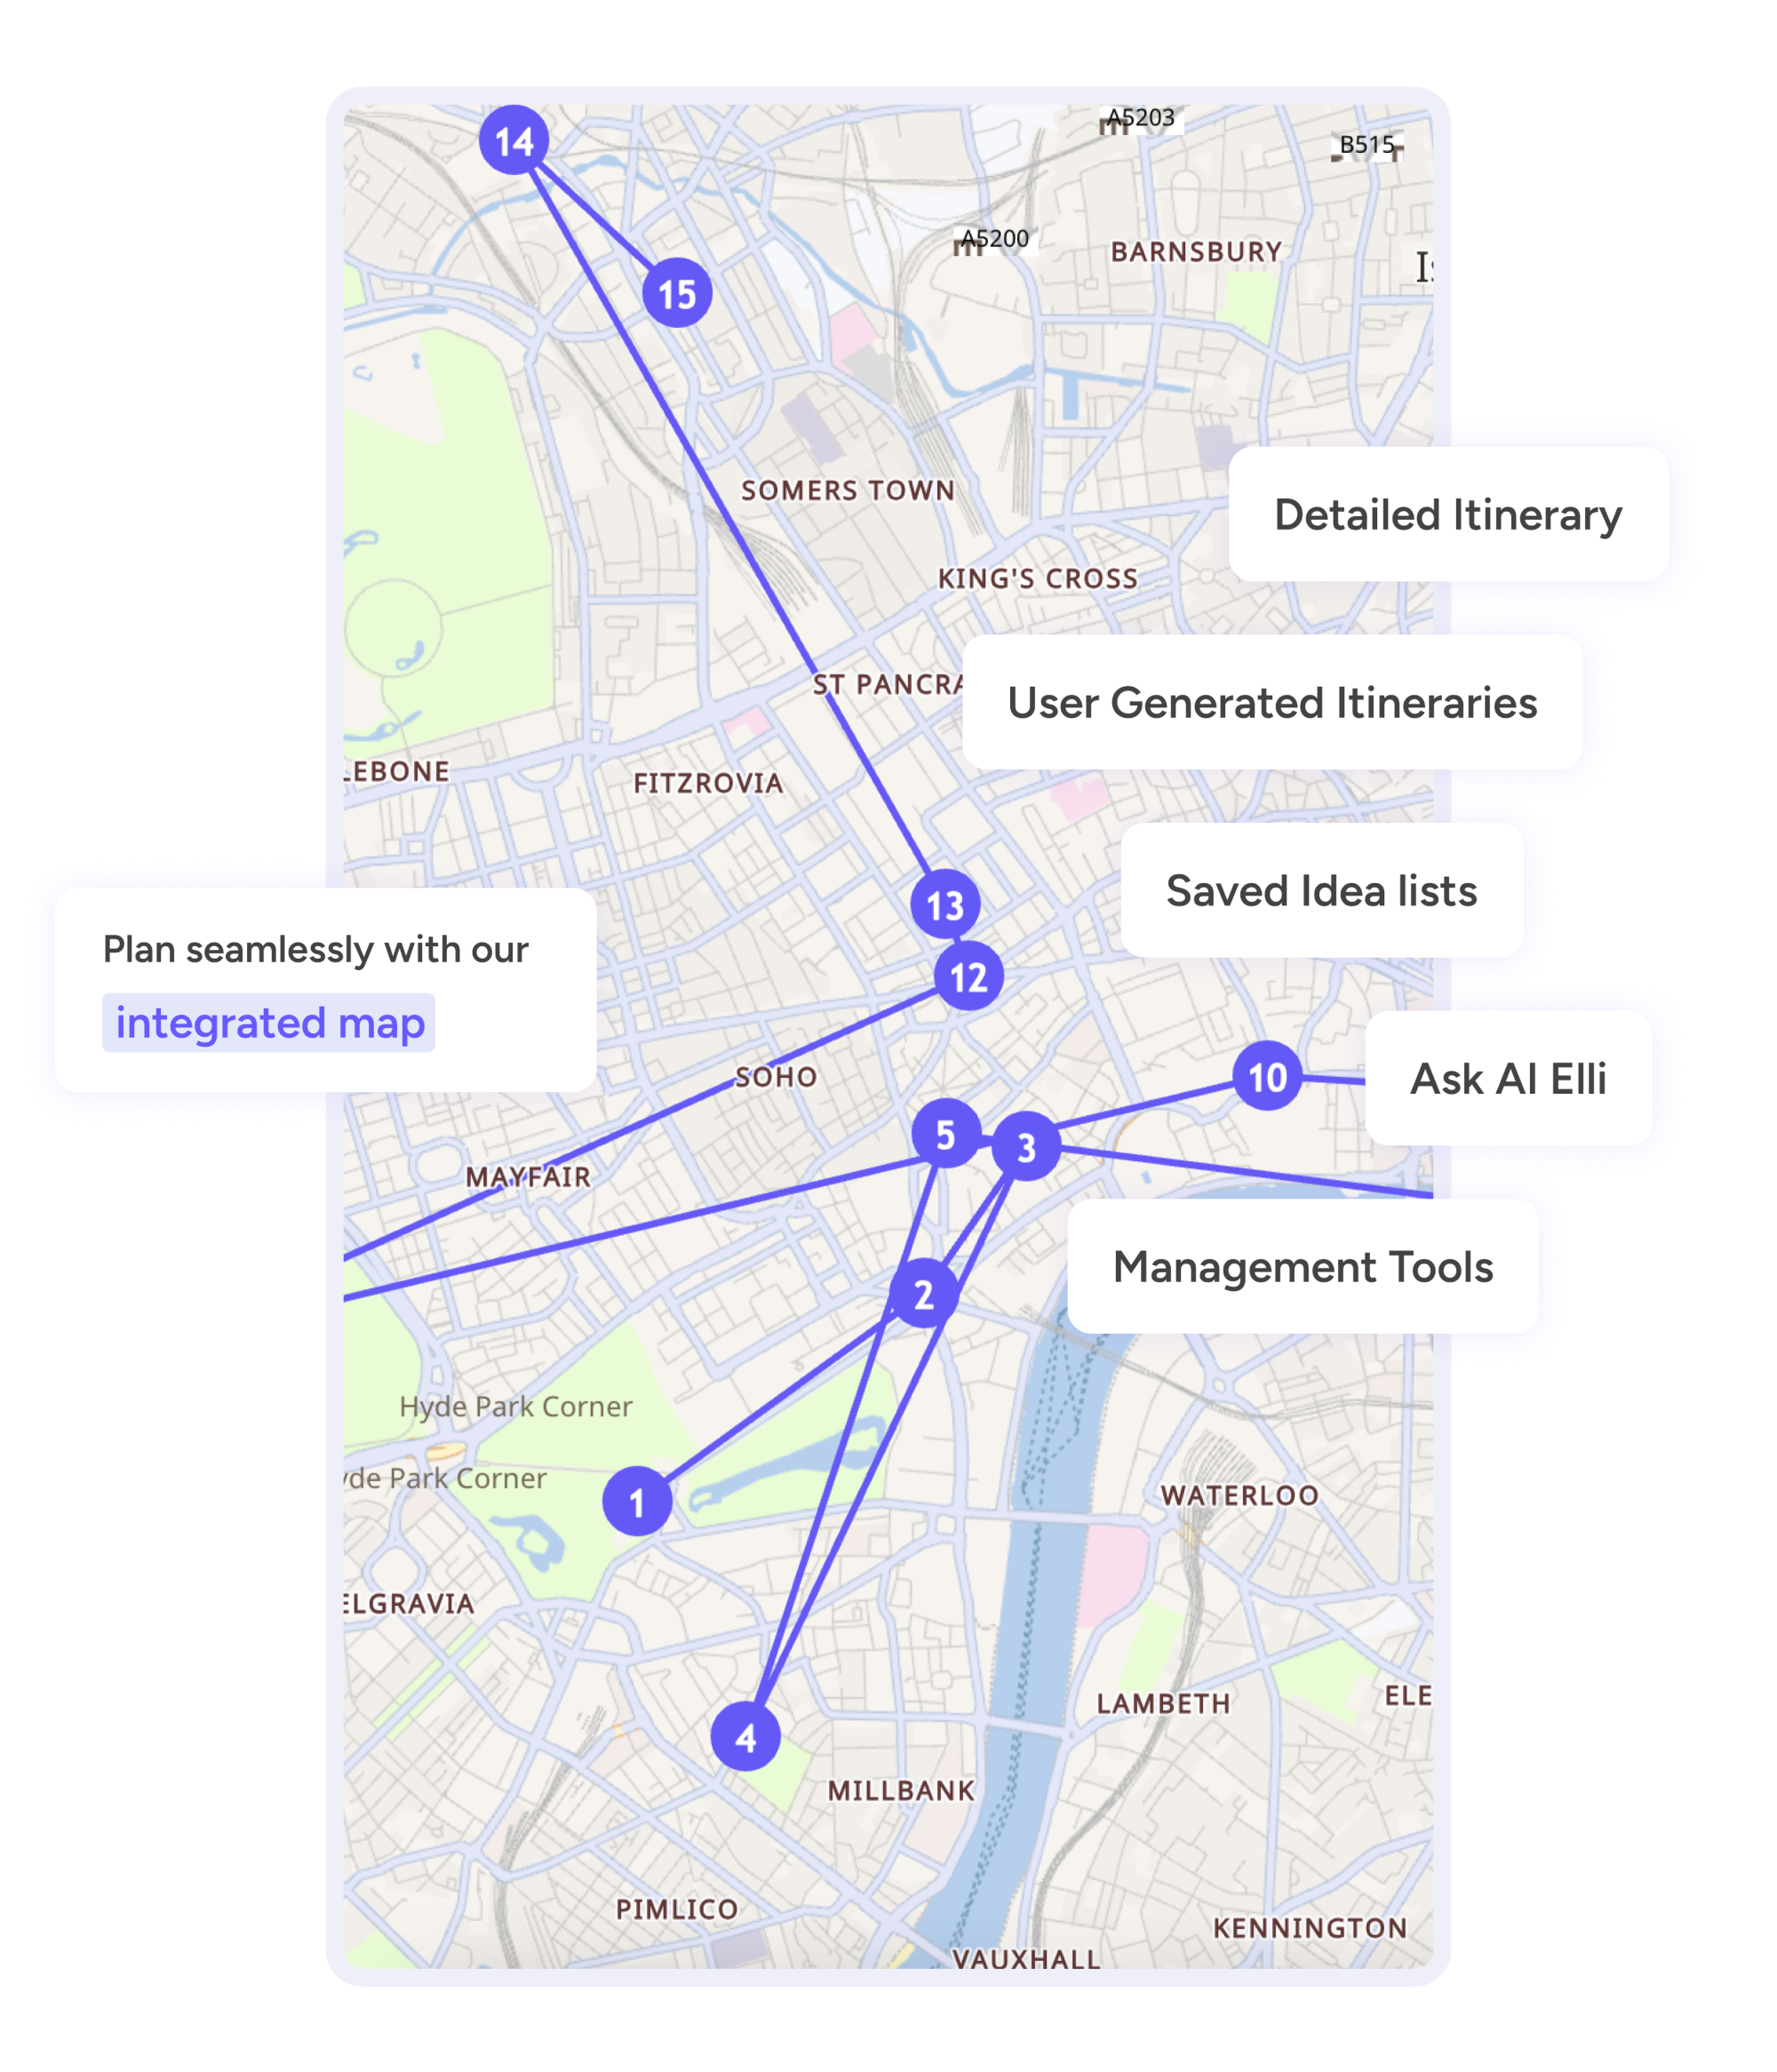 14
A5203
B515
A5200
BARNSBURY
15
SOMERS TOWN
Detailed Itinerary
KING'S CROSS
ST PANCRA
User Generated Itineraries
LEBONE
FITZROVIA
Saved Idea lists
13
Plan seamlessly with our
integrated map
12
SOHO
10
Ask AI Elli
5
3
MAYFAIR
2
Management Tools
Hyde Park Corner
yde Park Corner
1
WATERLOO
ELGRAVIA
LAMBETH
ELE
4
MILLBANK
PIMLICO
KENNINGTON
VAUXHALL